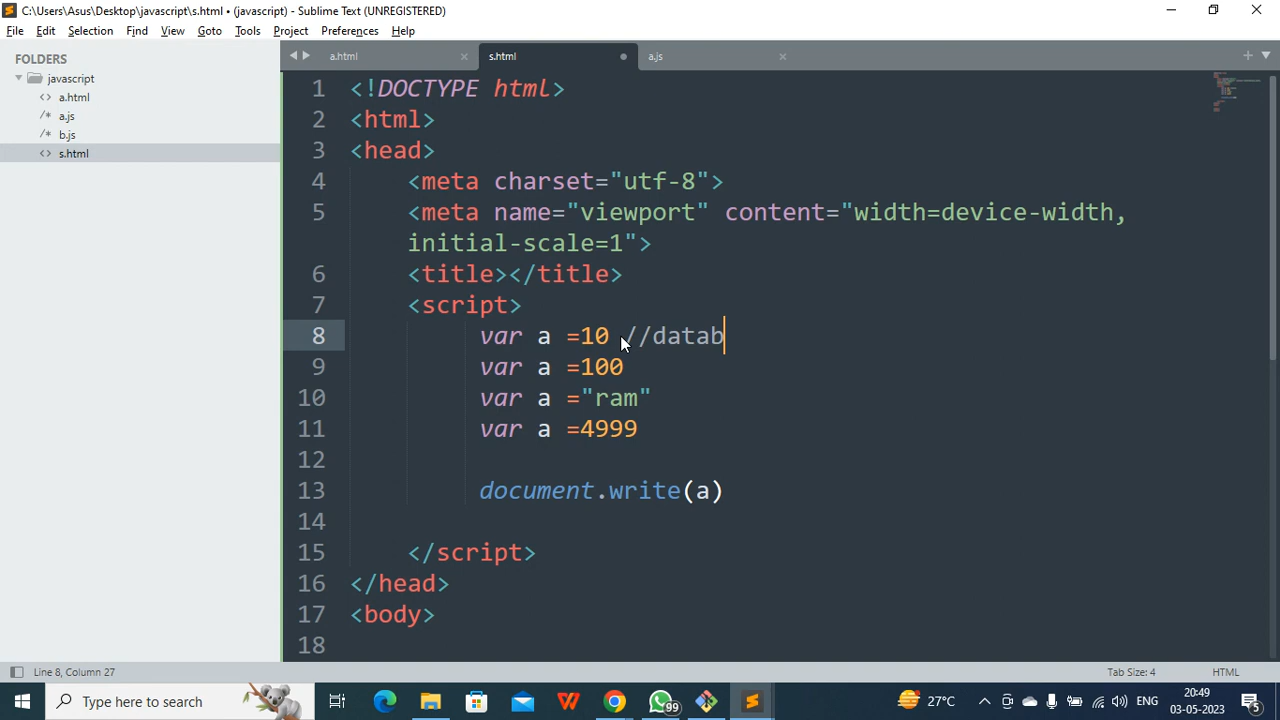 C:\Users\Asus\Desktop\javascript\s.html • (javascript) - Sublime Text (UNREGISTERED)
File Edit Selection Find View Goto Tools Project Preferences Help
FOLDERS
javascript
a.html
a.js
b.js
s.html
a.html s.html a.js
1 <!DOCTYPE html>
2 <html>
3 <head>
4 <meta charset="utf-8">
5 <meta name="viewport" content="width=device-width,
initial-scale=1">
6 <title></title>
7 <script>
8 var a =10 //datab
9 var a =100
10 var a ="ram"
11 var a =4999
12
13 document.write(a)
14
15 </script>
16 </head>
17 <body>
18
Line 8, Column 27 Tab Size: 4 HTML
Type here to search 99 27°C ENG 20:49
03-05-2023 5